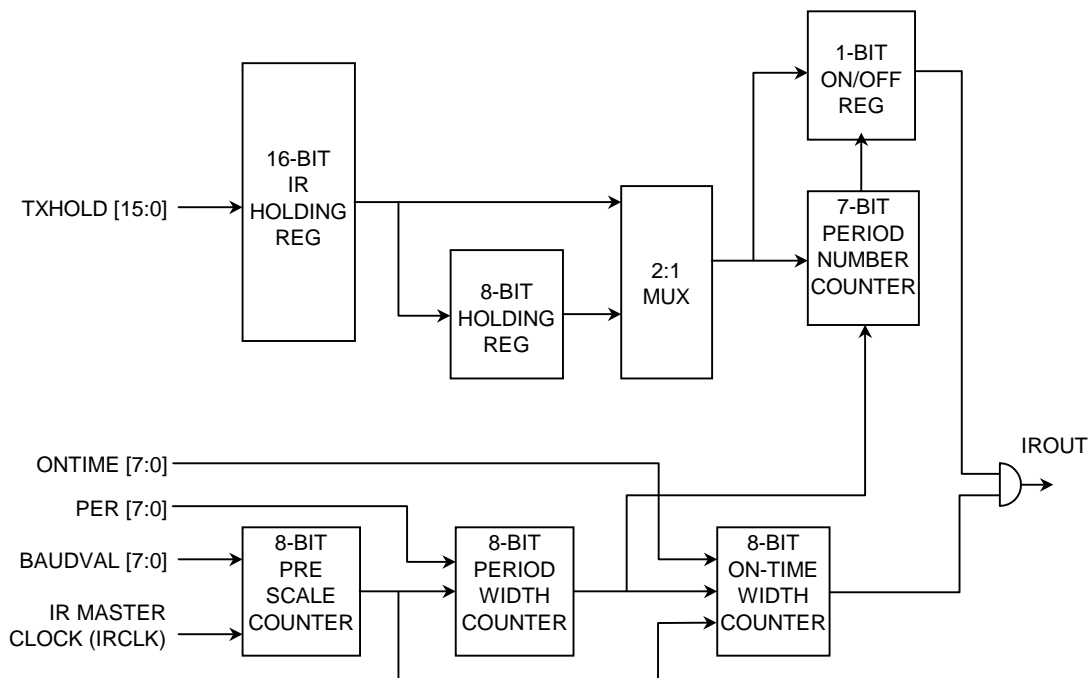 1-BIT
ON/OFF
REG
16-BIT
IR
HOLDING
REG
TXHOLD [15:0]
7-BIT
PERIOD
NUMBER
COUNTER
2:1
MUX
8-BIT
HOLDING
REG
IROUT
ONTIME [7:0]
PER [7:0]
BAUDVAL [7:0]
IR MASTER
CLOCK (IRCLK)
8-BIT
PRE
SCALE
COUNTER
8-BIT
PERIOD
WIDTH
COUNTER
8-BIT
ON-TIME
WIDTH
COUNTER